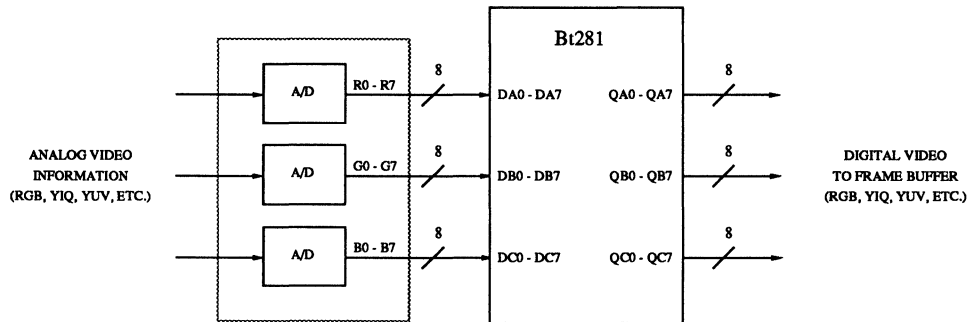 Bt281
8
8
A/D
R0 - R7
DA0 - DA7
QA0 - QA7
ANALOG VIDEO
INFORMATION
(RGB, YIQ, YUV, ETC.)
8
8
A/D
G0 - G7
DB0 - DB7
QB0 - QB7
DIGITAL VIDEO
TO FRAME BUFFER
(RGB, YIQ, YUV, ETC.)
8
8
A/D
B0 - B7
DC0 - DC7
QC0 - QC7